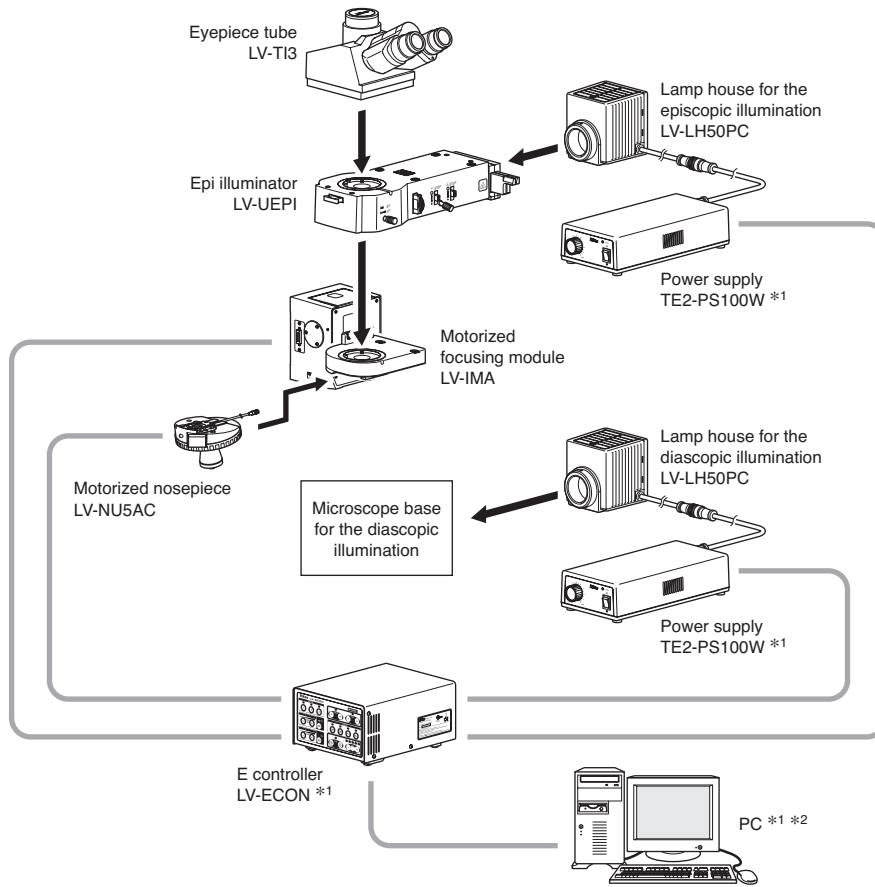 Eyepiece tube
LV-TI3
Lamp house for the
episcopic illumination
LV-LH50PC
Epi illuminator
LV-UEPI
Power supply
TE2-PS100W *1
Motorized
focusing module
LV-IMA
Lamp house for the
diascopic illumination
LV-LH50PC
Motorized nosepiece
LV-NU5AC
Microscope base
for the diascopic
illumination
Power supply
TE2-PS100W *1
E controller
LV-ECON *1
PC *1 *2